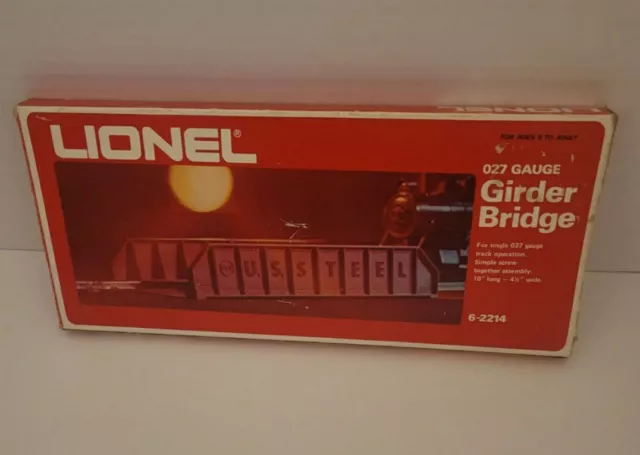 LIONEL®
FOR AGES 8 TO ADULT
027 GAUGE
Girder
Bridge
For single 027 gauge
track operation.
Simple screw-
together assembly.
10" long – 4½" wide.
U.S. STEEL
6-2214